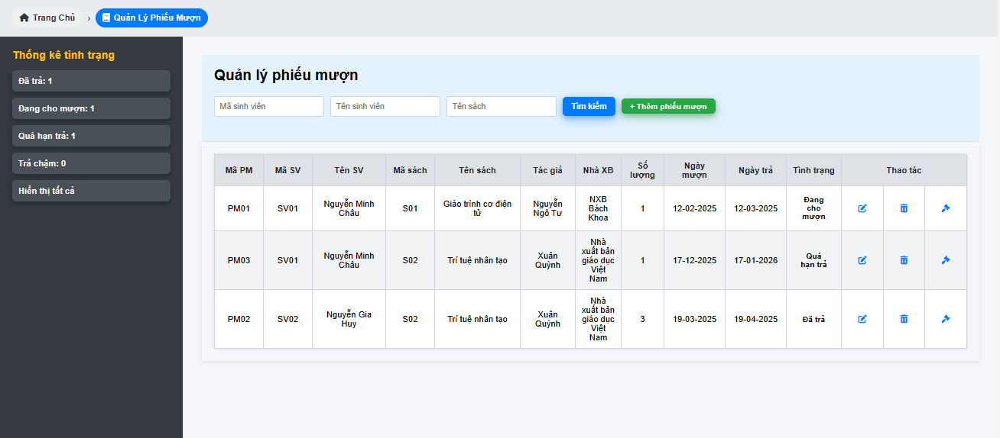 Trang Chủ › Quản Lý Phiếu Mượn
Thống kê tình trạng
Đã trả: 1
Đang cho mượn: 1
Quá hạn trả: 1
Trả chậm: 0
Hiển thị tất cả
Quản lý phiếu mượn
Mã sinh viên Tên sinh viên Tên sách Tìm kiếm + Thêm phiếu mượn
Mã PM Mã SV Tên SV Mã sách Tên sách Tác giả Nhà XB Số lượng Ngày mượn Ngày trả Tình trạng Thao tác
PM01 SV01 Nguyễn Minh Châu S01 Giáo trình cơ điện tử Nguyễn Ngô Tư NXB Bách Khoa 1 12-02-2025 12-03-2025 Đang cho mượn
PM03 SV01 Nguyễn Minh Châu S02 Trí tuệ nhân tạo Xuân Quỳnh Nhà xuất bản giáo dục Việt Nam 1 17-12-2025 17-01-2026 Quá hạn trả
PM02 SV02 Nguyễn Gia Huy S02 Trí tuệ nhân tạo Xuân Quỳnh Nhà xuất bản giáo dục Việt Nam 3 19-03-2025 19-04-2025 Đã trả